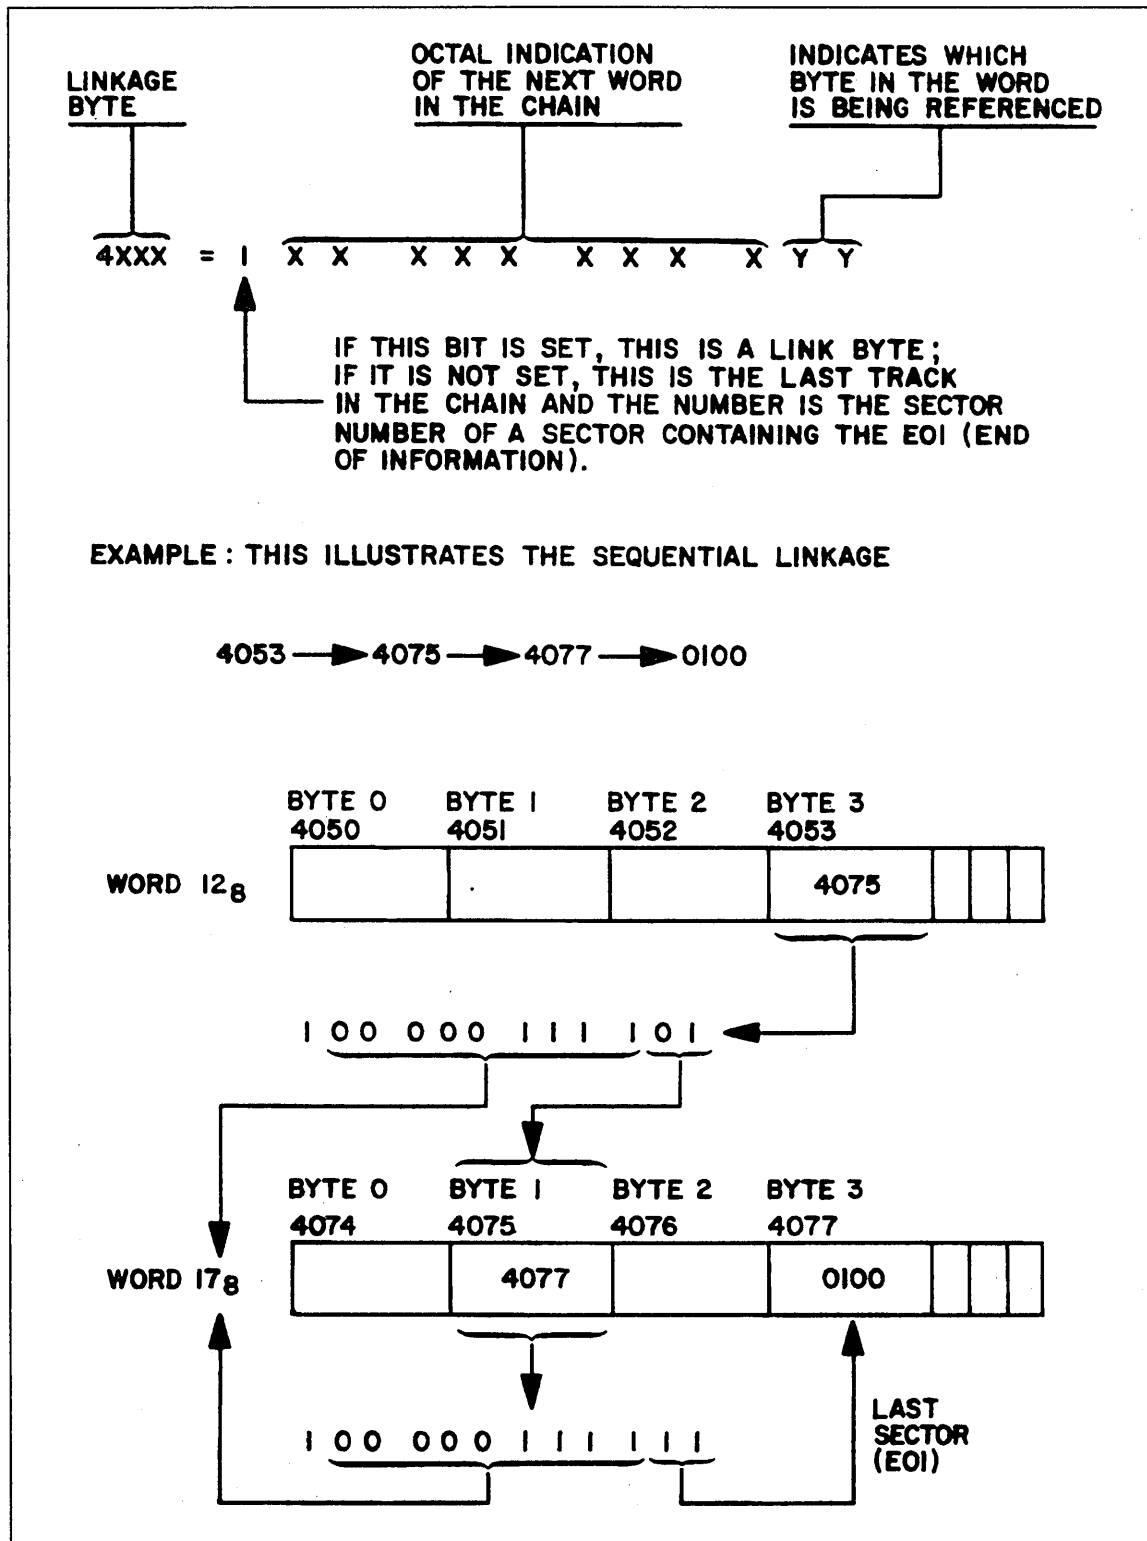 LINKAGE
BYTE
OCTAL INDICATION
OF THE NEXT WORD
IN THE CHAIN
INDICATES WHICH
BYTE IN THE WORD
IS BEING REFERENCED
4XXX = 1 X X X X X X X X X Y Y
IF THIS BIT IS SET, THIS IS A LINK BYTE;
IF IT IS NOT SET, THIS IS THE LAST TRACK
IN THE CHAIN AND THE NUMBER IS THE SECTOR
NUMBER OF A SECTOR CONTAINING THE EOI (END
OF INFORMATION).
EXAMPLE: THIS ILLUSTRATES THE SEQUENTIAL LINKAGE
4053 4075 4077 0100
BYTE 0 BYTE 1 BYTE 2 BYTE 3
4050 4051 4052 4053
WORD 12₈ 4075
1 00 000 111 101
BYTE 0 BYTE 1 BYTE 2 BYTE 3
4074 4075 4076 4077
WORD 17₈ 4077 0100
1 00 000 111 111
LAST
SECTOR
(EOI)